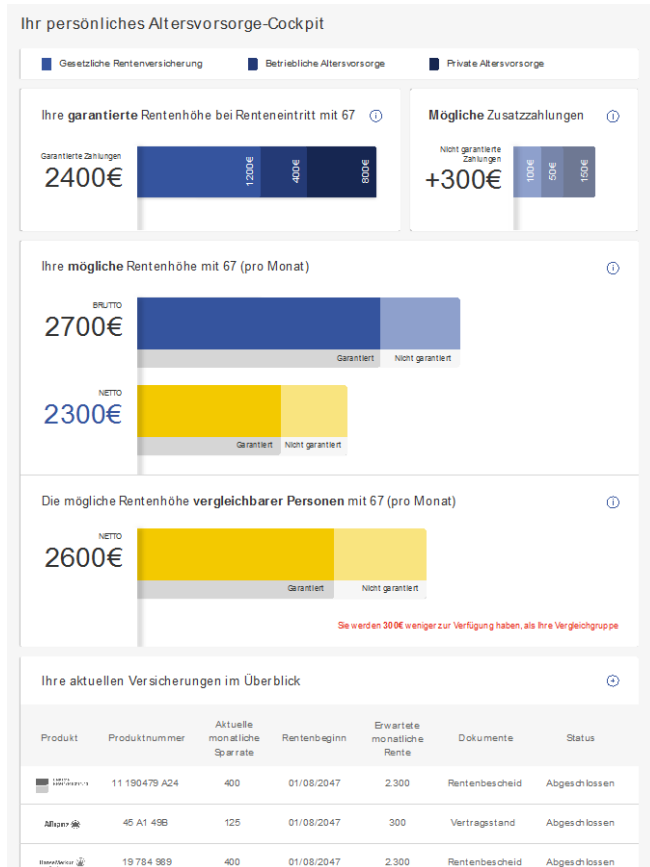 Ihr persönliches Altersvorsorge-Cockpit
Gesetzliche Rentenversicherung Betriebliche Altersvorsorge Private Altersvorsorge
Ihre garantierte Rentenhöhe bei Renteneintritt mit 67
Garantierte Zahlungen
2400€
1200€
400€
800€
Mögliche Zusatzzahlungen
Nicht garantierte
Zahlungen
+300€
100€
50€
150€
Ihre mögliche Rentenhöhe mit 67 (pro Monat)
BRUTTO
2700€
Garantiert Nicht garantiert
NETTO
2300€
Garantiert Nicht garantiert
Die mögliche Rentenhöhe vergleichbarer Personen mit 67 (pro Monat)
NETTO
2600€
Garantiert Nicht garantiert
Sie werden 300€ weniger zur Verfügung haben, als Ihre Vergleichgruppe
Ihre aktuellen Versicherungen im Überblick
Produkt Produktnummer Aktuelle monatliche Sparrate Rentenbeginn Erwartete monatliche Rente Dokumente Status
11 190479 A24 400 01/08/2047 2.300 Rentenbescheid Abgeschlossen
Allianz 45 A1 49B 125 01/08/2047 300 Vertragsstand Abgeschlossen
HanseMerkur 19 784 989 400 01/08/2047 2.300 Rentenbescheid Abgeschlossen